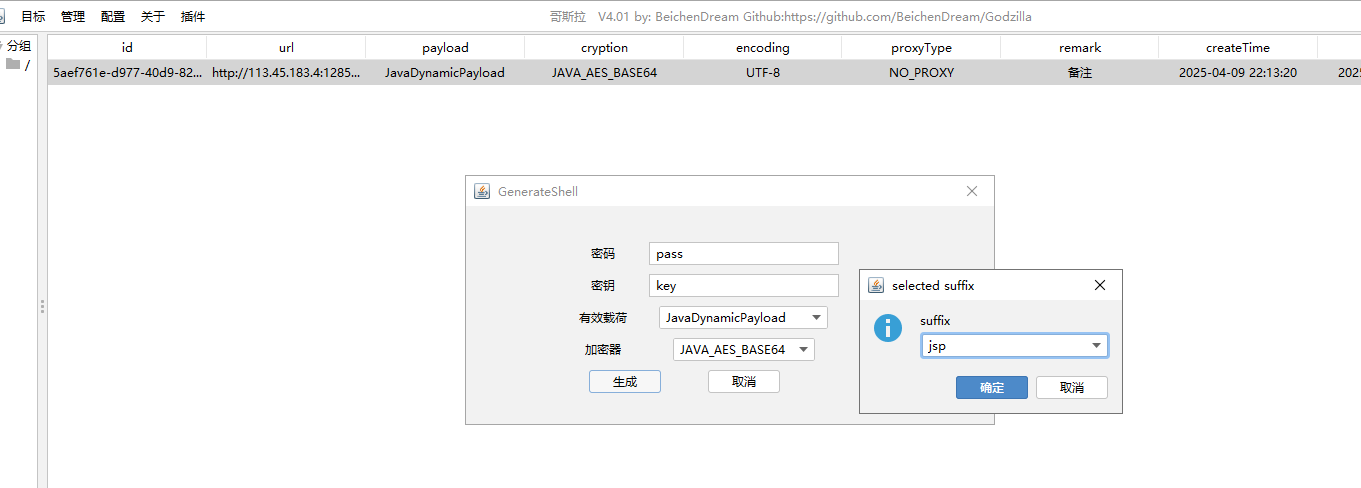 目标 管理 配置 关于 插件 哥斯拉 V4.01 by: BeichenDream Github:https://github.com/BeichenDream/Godzilla
分组
/
id url payload cryption encoding proxyType remark createTime
5aef761e-d977-40d9-82... http://113.45.183.4:1285... JavaDynamicPayload JAVA_AES_BASE64 UTF-8 NO_PROXY 备注 2025-04-09 22:13:20 2025
GenerateShell
密码 pass
密钥 key
有效载荷 JavaDynamicPayload
加密器 JAVA_AES_BASE64
生成 取消
selected suffix
suffix
jsp
确定 取消